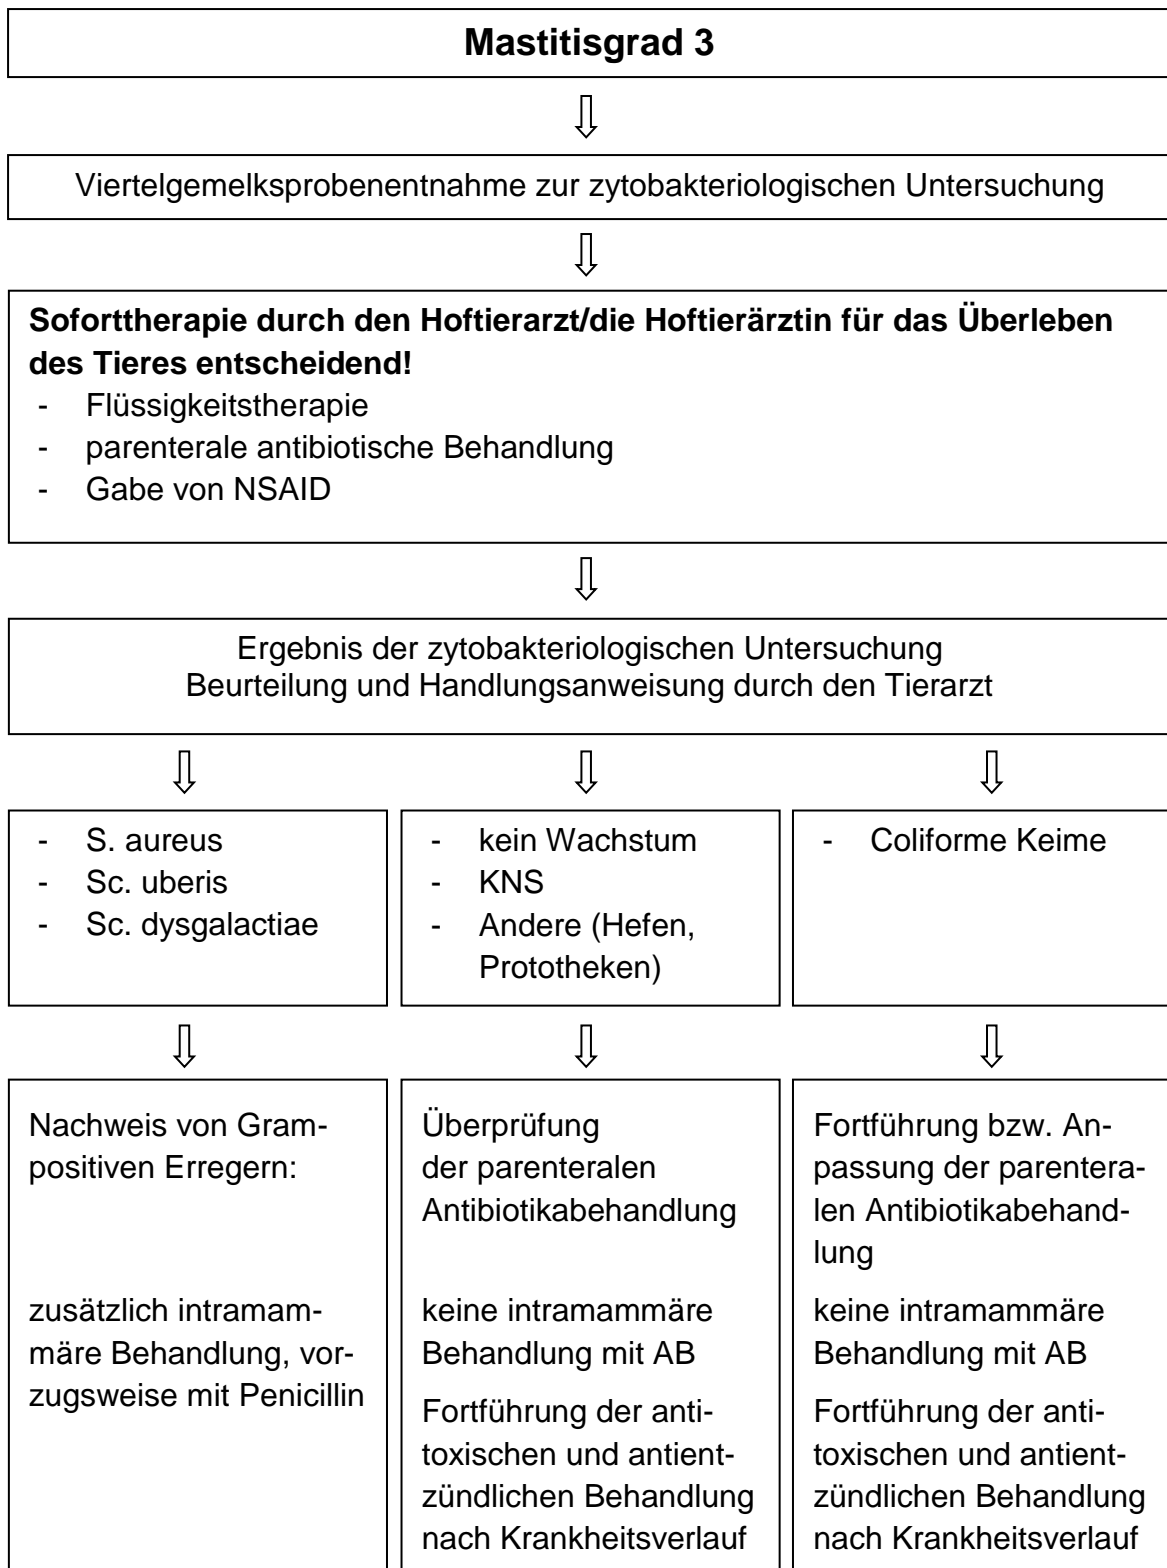 Mastitisgrad 3
Viertelgemelksprobenentnahme zur zytobakteriologischen Untersuchung
Soforttherapie durch den Hoftierarzt/die Hoftierärztin für das Überleben
des Tieres entscheidend!
- Flüssigkeitstherapie
- parenterale antibiotische Behandlung
- Gabe von NSAID
Ergebnis der zytobakteriologischen Untersuchung
Beurteilung und Handlungsanweisung durch den Tierarzt
- S. aureus
- Sc. uberis
- Sc. dysgalactiae
- kein Wachstum
- KNS
- Andere (Hefen,
Prototheken)
- Coliforme Keime
Nachweis von Gram-
positiven Erregern:
zusätzlich intramam-
märe Behandlung, vor-
zugsweise mit Penicillin
Überprüfung
der parenteralen
Antibiotikabehandlung
keine intramammäre
Behandlung mit AB
Fortführung der anti-
toxischen und antient-
zündlichen Behandlung
nach Krankheitsverlauf
Fortführung bzw. An-
passung der parentera-
len Antibiotikabehand-
lung
keine intramammäre
Behandlung mit AB
Fortführung der anti-
toxischen und antient-
zündlichen Behandlung
nach Krankheitsverlauf